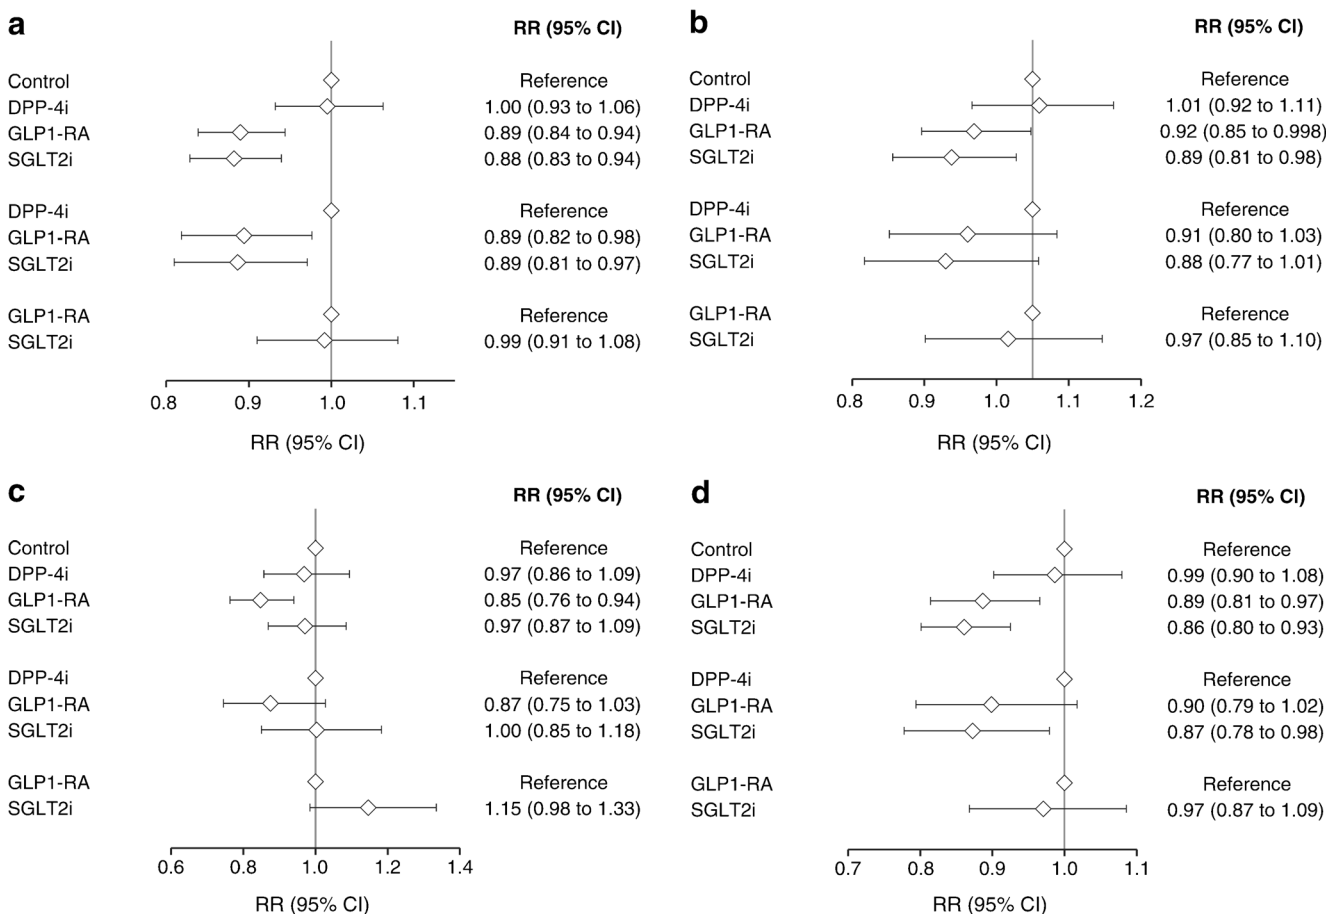 a
RR (95% CI)
Control Reference
DPP-4i 1.00 (0.93 to 1.06)
GLP1-RA 0.89 (0.84 to 0.94)
SGLT2i 0.88 (0.83 to 0.94)
DPP-4i Reference
GLP1-RA 0.89 (0.82 to 0.98)
SGLT2i 0.89 (0.81 to 0.97)
GLP1-RA Reference
SGLT2i 0.99 (0.91 to 1.08)
0.8 0.9 1.0 1.1
RR (95% CI)
b
RR (95% CI)
Control Reference
DPP-4i 1.01 (0.92 to 1.11)
GLP1-RA 0.92 (0.85 to 0.998)
SGLT2i 0.89 (0.81 to 0.98)
DPP-4i Reference
GLP1-RA 0.91 (0.80 to 1.03)
SGLT2i 0.88 (0.77 to 1.01)
GLP1-RA Reference
SGLT2i 0.97 (0.85 to 1.10)
0.8 0.9 1.0 1.1 1.2
RR (95% CI)
c
RR (95% CI)
Control Reference
DPP-4i 0.97 (0.86 to 1.09)
GLP1-RA 0.85 (0.76 to 0.94)
SGLT2i 0.97 (0.87 to 1.09)
DPP-4i Reference
GLP1-RA 0.87 (0.75 to 1.03)
SGLT2i 1.00 (0.85 to 1.18)
GLP1-RA Reference
SGLT2i 1.15 (0.98 to 1.33)
0.6 0.8 1.0 1.2 1.4
RR (95% CI)
d
RR (95% CI)
Control Reference
DPP-4i 0.99 (0.90 to 1.08)
GLP1-RA 0.89 (0.81 to 0.97)
SGLT2i 0.86 (0.80 to 0.93)
DPP-4i Reference
GLP1-RA 0.90 (0.79 to 1.02)
SGLT2i 0.87 (0.78 to 0.98)
GLP1-RA Reference
SGLT2i 0.97 (0.87 to 1.09)
0.7 0.8 0.9 1.0 1.1
RR (95% CI)